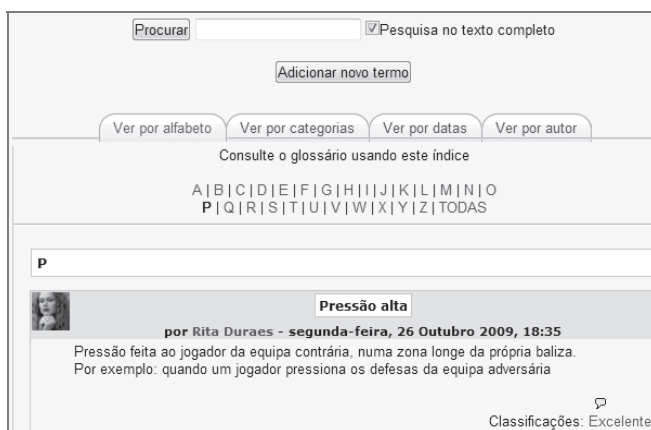 Procurar Pesquisa no texto completo
Adicionar novo termo
Ver por alfabeto Ver por categorias Ver por datas Ver por autor
Consulte o glossário usando este índice
A | B | C | D | E | F | G | H | I | J | K | L | M | N | O
P | Q | R | S | T | U | V | W | X | Y | Z | TODAS
P
Pressão alta
por Rita Duraes - segunda-feira, 26 Outubro 2009, 18:35
Pressão feita ao jogador da equipa contrária, numa zona longe da própria baliza.
Por exemplo: quando um jogador pressiona os defesas da equipa adversária
Classificações: Excelente